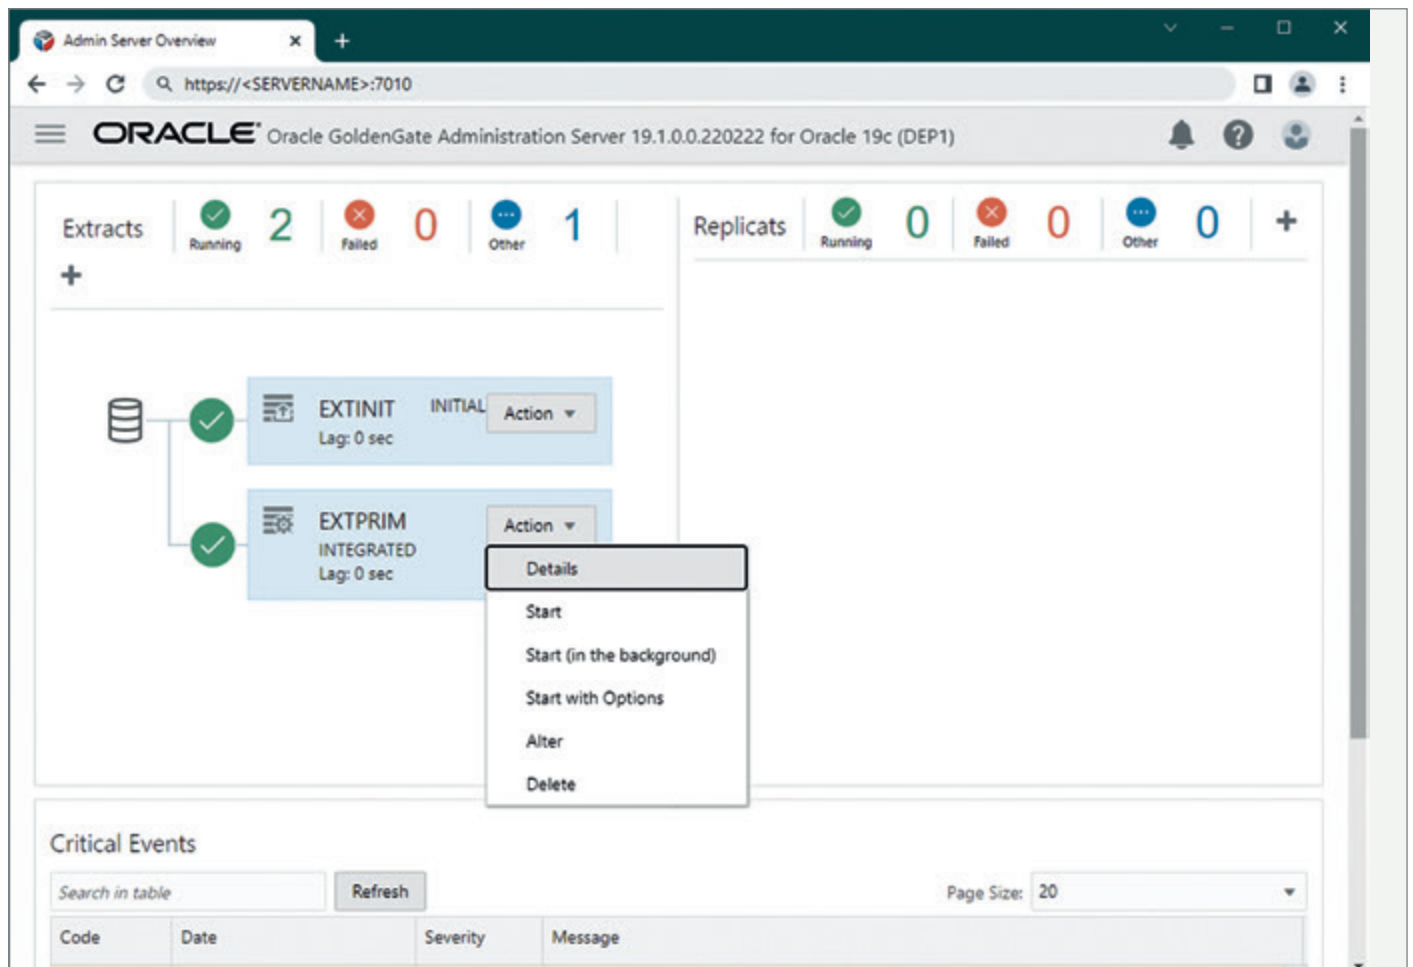 Admin Server Overview
https://<SERVERNAME>:7010
ORACLE Oracle GoldenGate Administration Server 19.1.0.0.220222 for Oracle 19c (DEP1)
Extracts Running 2 Failed 0 Other 1
Replicats Running 0 Failed 0 Other 0
EXTINIT INITIAL Action
Lag: 0 sec
EXTPRIM Action
INTEGRATED
Lag: 0 sec
Details
Start
Start (in the background)
Start with Options
Alter
Delete
Critical Events
Search in table Refresh Page Size: 20
Code Date Severity Message